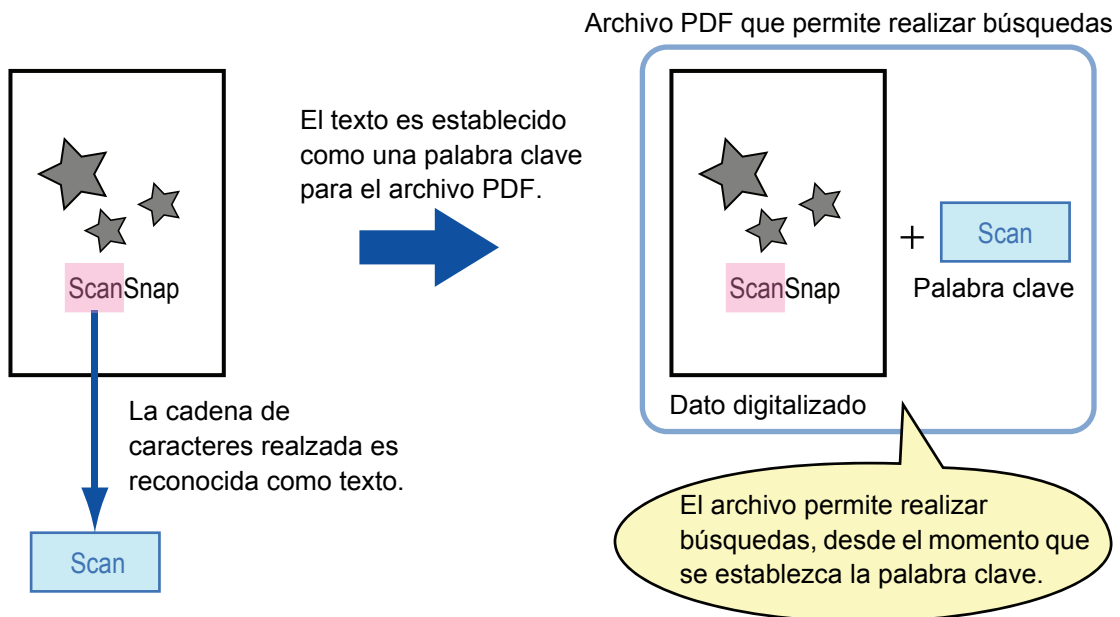 Archivo PDF que permite realizar búsquedas
El texto es establecido
como una palabra clave
para el archivo PDF.
ScanSnap
La cadena de
caracteres realzada es
reconocida como texto.
Scan
ScanSnap
+
Scan
Palabra clave
Dato digitalizado
El archivo permite realizar
búsquedas, desde el momento que
se establezca la palabra clave.